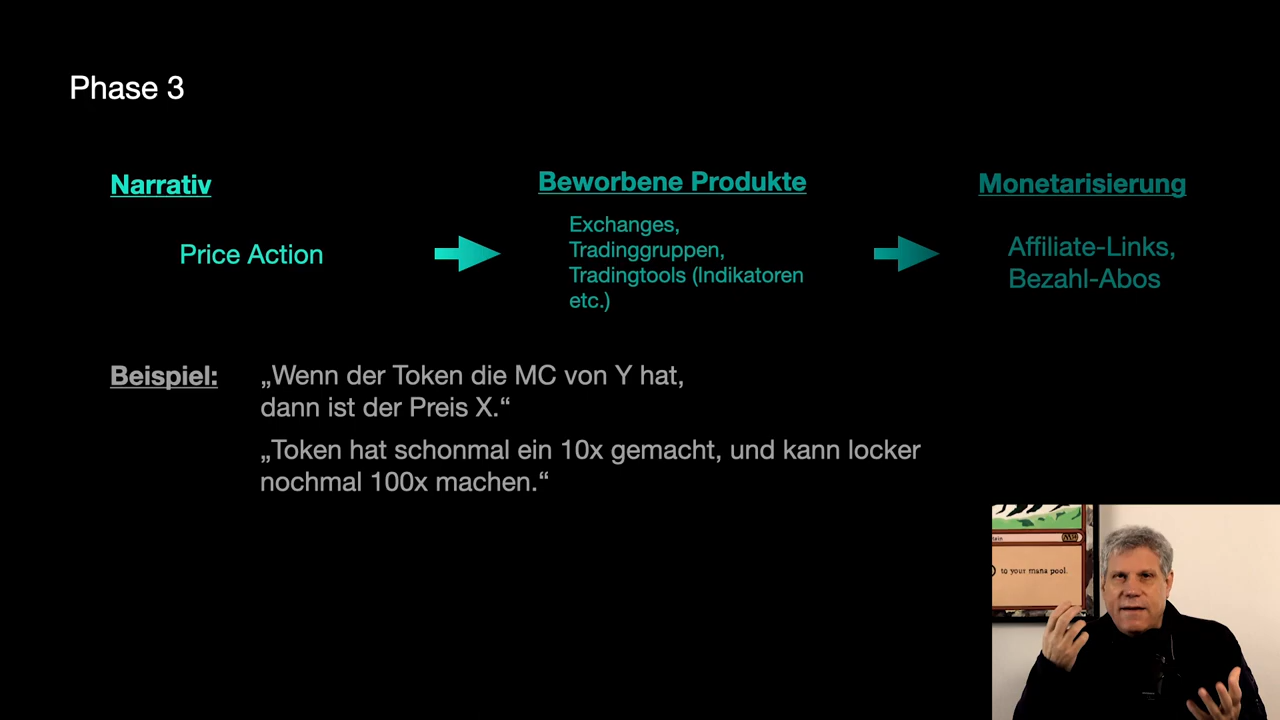 Phase 3
Narrativ
Beworbene Produkte
Monetarisierung
Price Action
Exchanges,
Tradinggruppen,
Tradingtools (Indikatoren
etc.)
Affiliate-Links,
Bezahl-Abos
Beispiel:
„Wenn der Token die MC von Y hat,
dann ist der Preis X.“
„Token hat schonmal ein 10x gemacht, und kann locker
nochmal 100x machen.“
to your mana pool.